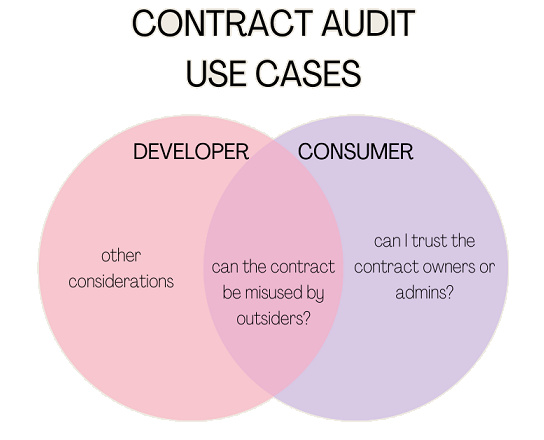 CONTRACT AUDIT
USE CASES
DEVELOPER
CONSUMER
other
considerations
can the contract
be misused by
outsiders?
can I trust the
contract owners or
admins?